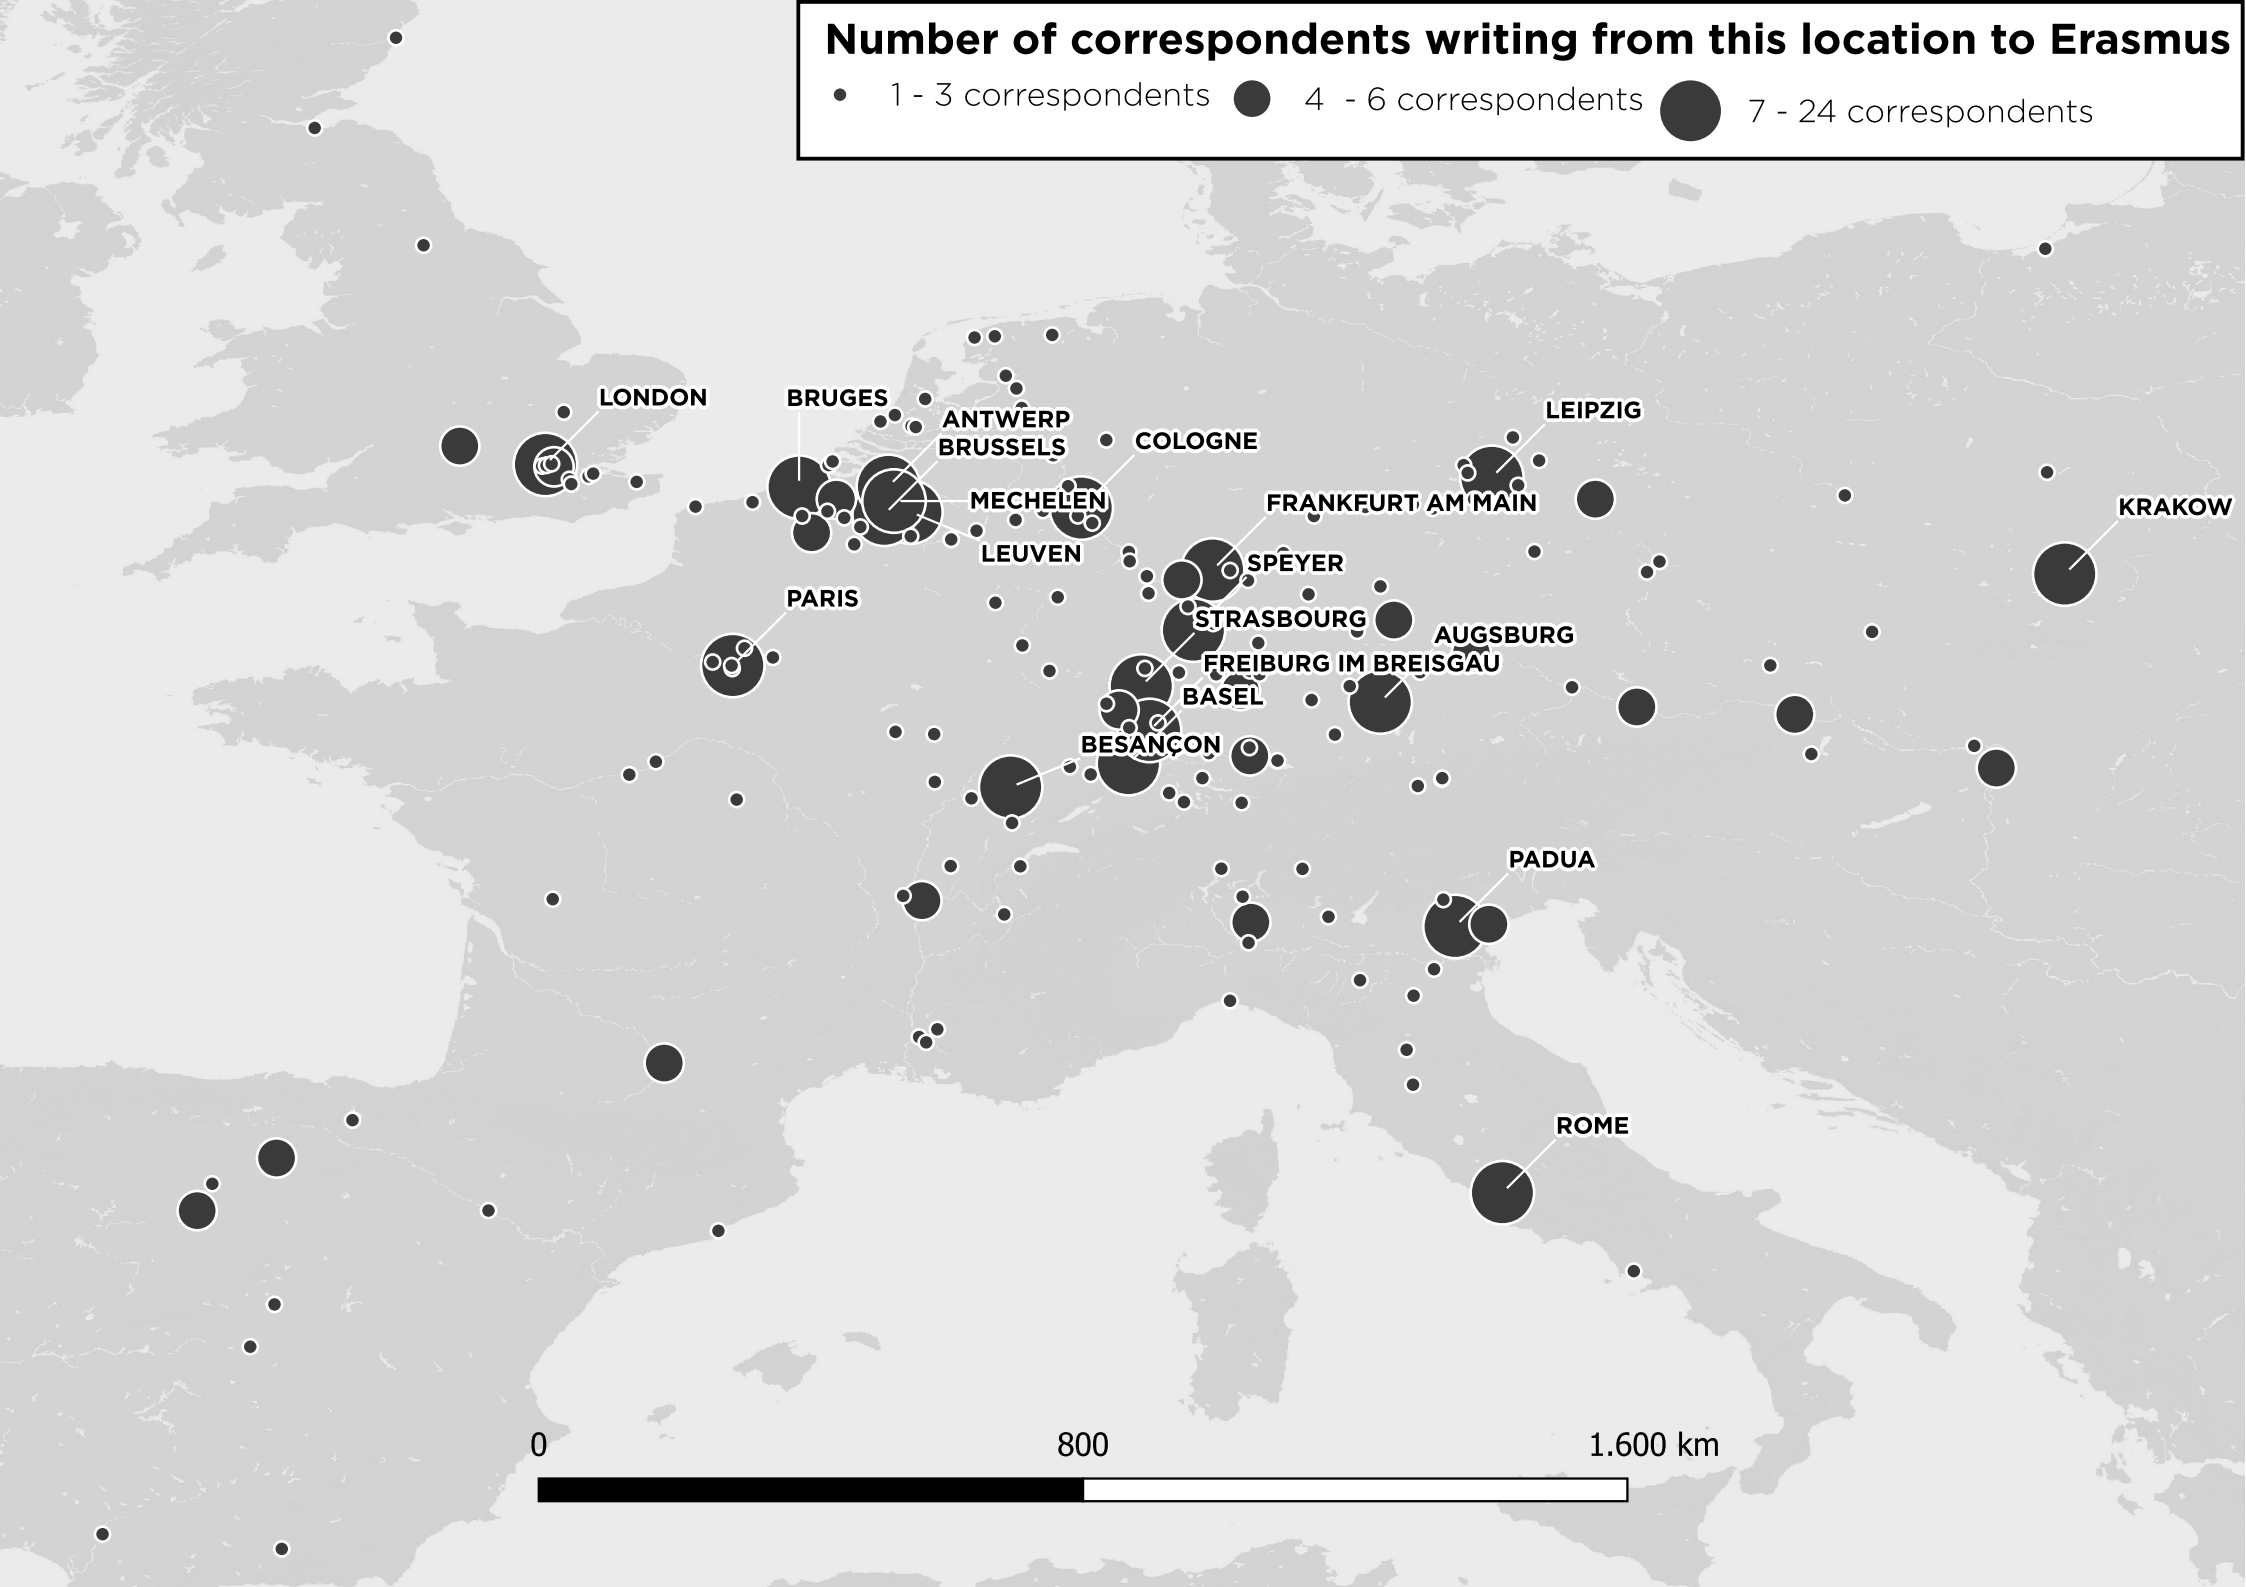 Number of correspondents writing from this location to Erasmus
1 - 3 correspondents
4 - 6 correspondents
7 - 24 correspondents
LONDON
BRUGES
ANTWERP
BRUSSELS
COLOGNE
LEIPZIG
MECHELEN
FRANKFURT AM MAIN
KRAKOW
LEUVEN
SPEYER
PARIS
STRASBOURG
AUGSBURG
FREIBURG IM BREISGAU
BASEL
BESANÇON
PADUA
ROME
0
800
1.600 km